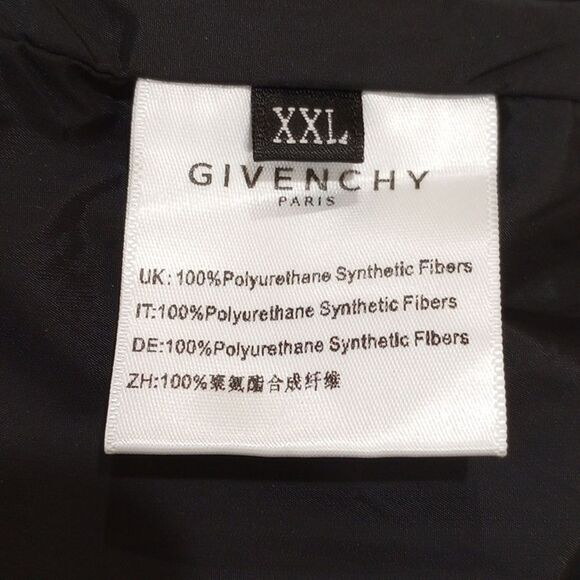 XXL
GIVENCHY
PARIS
UK: 100%Polyurethane Synthetic Fibers
IT:100%Polyurethane Synthetic Fibers
DE:100%Polyurethane Synthetic Fibers
ZH:100%聚氨酯合成纤维